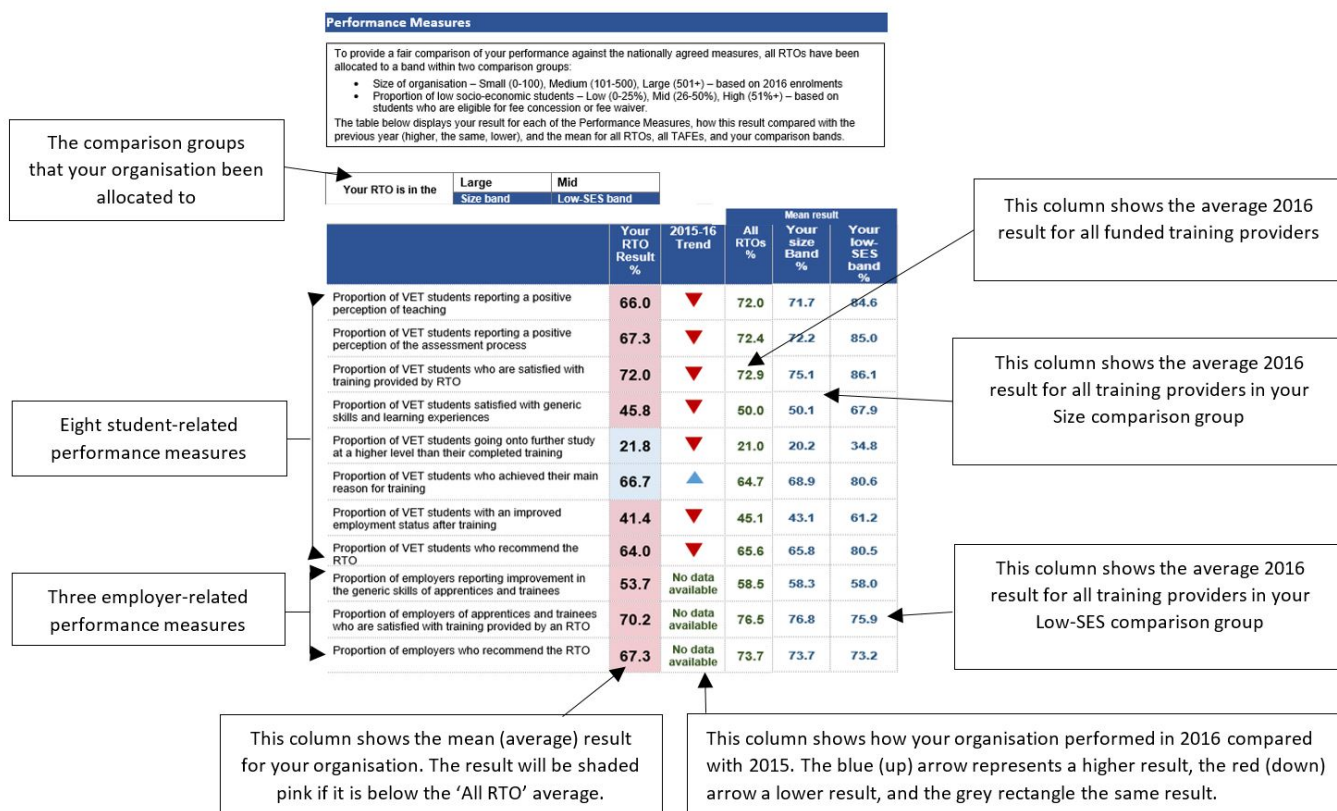 Performance Measures
To provide a fair comparison of your performance against the nationally agreed measures, all RTOs have been
allocated to a band within two comparison groups:
• Size of organisation – Small (0-100), Medium (101-500), Large (501+) – based on 2016 enrolments
• Proportion of low socio-economic students – Low (0-25%), Mid (26-50%), High (51%+) – based on
students who are eligible for fee concession or fee waiver.
The table below displays your result for each of the Performance Measures, how this result compared with the
previous year (higher, the same, lower), and the mean for all RTOs, all TAFEs, and your comparison bands.
The comparison groups
that your organisation been
allocated to
Your RTO is in the
Large
Mid
Size band
Low-SES band
Mean result
Your
RTO
Result
%
2015-16
Trend
All
RTOs
%
Your
size
Band
%
Your
low-
SES
band
%
Proportion of VET students reporting a positive
perception of teaching
66.0 72.0 71.7 84.6
Proportion of VET students reporting a positive
perception of the assessment process
67.3 72.4 72.2 85.0
Proportion of VET students who are satisfied with
training provided by RTO
72.0 72.9 75.1 86.1
Proportion of VET students satisfied with generic
skills and learning experiences
45.8 50.0 50.1 67.9
Proportion of VET students going onto further study
at a higher level than their completed training
21.8 21.0 20.2 34.8
Proportion of VET students who achieved their main
reason for training
66.7 64.7 68.9 80.6
Proportion of VET students with an improved
employment status after training
41.4 45.1 43.1 61.2
Proportion of VET students who recommend the
RTO
64.0 65.6 65.8 80.5
Proportion of employers reporting improvement in
the generic skills of apprentices and trainees
53.7 No data
available 58.5 58.3 58.0
Proportion of employers of apprentices and trainees
who are satisfied with training provided by an RTO
70.2 No data
available 76.5 76.8 75.9
Proportion of employers who recommend the RTO
67.3 No data
available 73.7 73.7 73.2
Eight student-related
performance measures
Three employer-related
performance measures
This column shows the average 2016
result for all funded training providers
This column shows the average 2016
result for all training providers in your
Size comparison group
This column shows the average 2016
result for all training providers in your
Low-SES comparison group
This column shows the mean (average) result
for your organisation. The result will be shaded
pink if it is below the ‘All RTO’ average.
This column shows how your organisation performed in 2016 compared
with 2015. The blue (up) arrow represents a higher result, the red (down)
arrow a lower result, and the grey rectangle the same result.